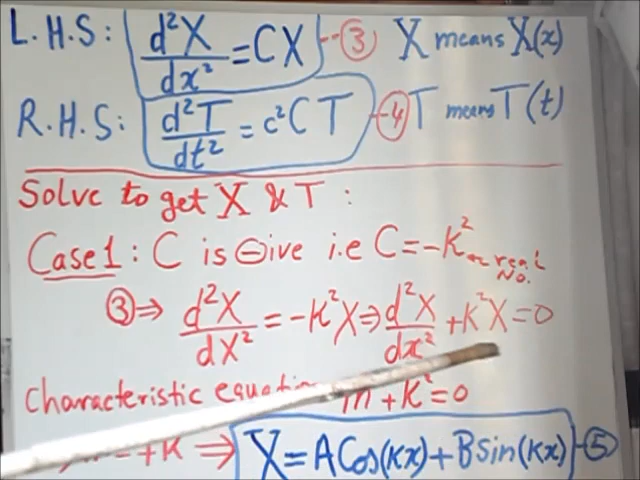 L.H.S: d²X/dx² = CX --③ X means X(x)
R.H.S: d²T/dt² = c²CT --④ T means T(t)
Solve to get X & T :
Case 1 : C is ⊖ive i.e C = -K² real No.
③ ⇒ d²X/dX² = -K²X ⇒ d²X/dx² + K²X = 0
Characteristic equation m + K² = 0
+K ⇒ X = A Cos(Kx) + B sin(Kx) -⑤